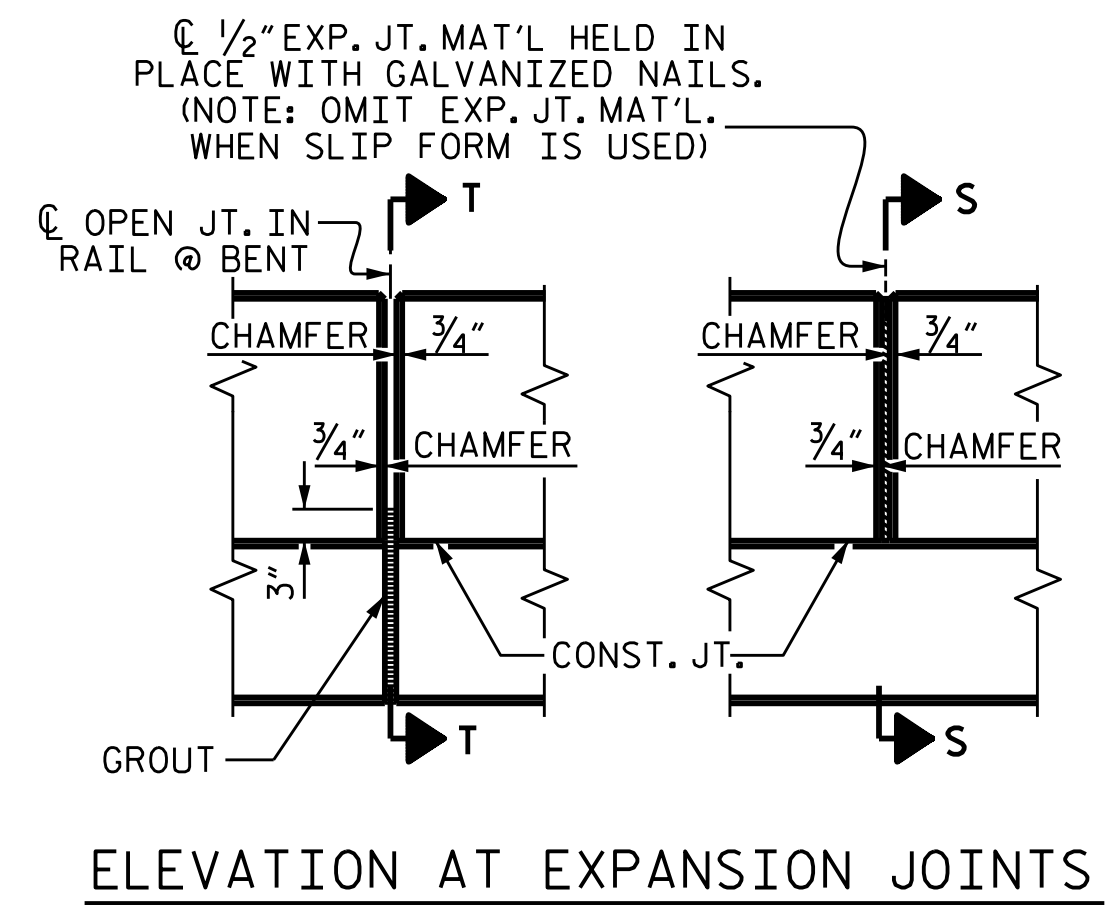 ℄ 1/2" EXP. JT. MAT'L HELD IN
PLACE WITH GALVANIZED NAILS.
(NOTE: OMIT EXP. JT. MAT'L.
WHEN SLIP FORM IS USED)
T
S
℄ OPEN JT. IN
RAIL @ BENT
CHAMFER
3/4"
CHAMFER
3/4"
3/4"
CHAMFER
3/4"
CHAMFER
3"
CONST. JT.
GROUT
T
S
ELEVATION AT EXPANSION JOINTS